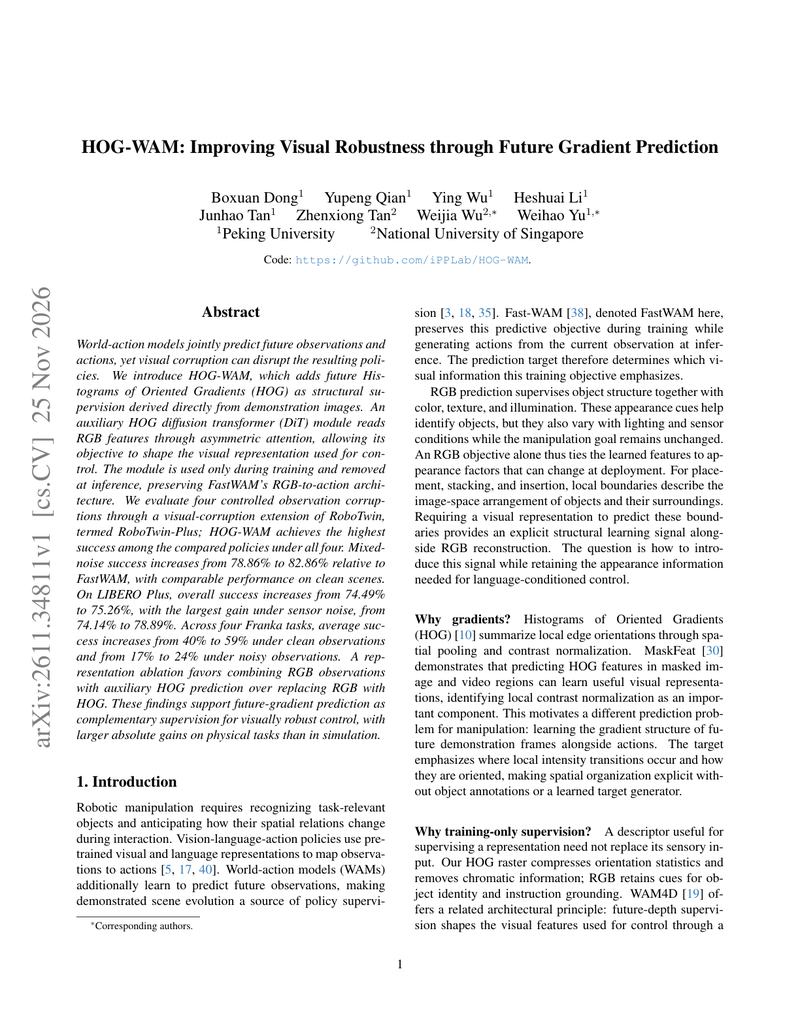 HOG-WAM: Improving Visual Robustness through Future Gradient Prediction
Boxuan Dong1 Yupeng Qian1 Ying Wu1 Heshuai Li1
Junhao Tan1 Zhenxiong Tan2 Weijia Wu2,∗ Weihao Yu1,∗
1Peking University 2National University of Singapore
Code: https://github.com/iPPLab/HOG-WAM.
arXiv:2611.34811v1 [cs.CV] 25 Nov 2026
Abstract
World-action models jointly predict future observations and
actions, yet visual corruption can disrupt the resulting poli-
cies. We introduce HOG-WAM, which adds future His-
tograms of Oriented Gradients (HOG) as structural su-
pervision derived directly from demonstration images. An
auxiliary HOG diffusion transformer (DiT) module reads
RGB features through asymmetric attention, allowing its
objective to shape the visual representation used for con-
trol. The module is used only during training and removed
at inference, preserving FastWAM's RGB-to-action archi-
tecture. We evaluate four controlled observation corrup-
tions through a visual-corruption extension of RoboTwin,
termed RoboTwin-Plus; HOG-WAM achieves the highest
success among the compared policies under all four. Mixed-
noise success increases from 78.86% to 82.86% relative to
FastWAM, with comparable performance on clean scenes.
On LIBERO Plus, overall success increases from 74.49%
to 75.26%, with the largest gain under sensor noise, from
74.14% to 78.89%. Across four Franka tasks, average suc-
cess increases from 40% to 59% under clean observations
and from 17% to 24% under noisy observations. A rep-
resentation ablation favors combining RGB observations
with auxiliary HOG prediction over replacing RGB with
HOG. These findings support future-gradient prediction as
complementary supervision for visually robust control, with
larger absolute gains on physical tasks than in simulation.
1. Introduction
Robotic manipulation requires recognizing task-relevant
objects and anticipating how their spatial relations change
during interaction. Vision-language-action policies use pre-
trained visual and language representations to map observa-
tions to actions [5, 17, 40]. World-action models (WAMs)
additionally learn to predict future observations, making
demonstrated scene evolution a source of policy supervi-
∗Corresponding authors.
sion [3, 18, 35]. Fast-WAM [38], denoted FastWAM here,
preserves this predictive objective during training while
generating actions from the current observation at infer-
ence. The prediction target therefore determines which vi-
sual information this training objective emphasizes.
RGB prediction supervises object structure together with
color, texture, and illumination. These appearance cues help
identify objects, but they also vary with lighting and sensor
conditions while the manipulation goal remains unchanged.
An RGB objective alone thus ties the learned features to ap-
pearance factors that can change at deployment. For place-
ment, stacking, and insertion, local boundaries describe the
image-space arrangement of objects and their surroundings.
Requiring a visual representation to predict these bound-
aries provides an explicit structural learning signal along-
side RGB reconstruction. The question is how to intro-
duce this signal while retaining the appearance information
needed for language-conditioned control.
Why gradients? Histograms of Oriented Gradients
(HOG) [10] summarize local edge orientations through spa-
tial pooling and contrast normalization. MaskFeat [30]
demonstrates that predicting HOG features in masked im-
age and video regions can learn useful visual representa-
tions, identifying local contrast normalization as an impor-
tant component. This motivates a different prediction prob-
lem for manipulation: learning the gradient structure of fu-
ture demonstration frames alongside actions. The target
emphasizes where local intensity transitions occur and how
they are oriented, making spatial organization explicit with-
out object annotations or a learned target generator.
Why training-only supervision? A descriptor useful for
supervising a representation need not replace its sensory in-
put. Our HOG raster compresses orientation statistics and
removes chromatic information; RGB retains cues for ob-
ject identity and instruction grounding. WAM4D [19] of-
fers a related architectural principle: future-depth supervi-
sion shapes the visual features used for control through a
1